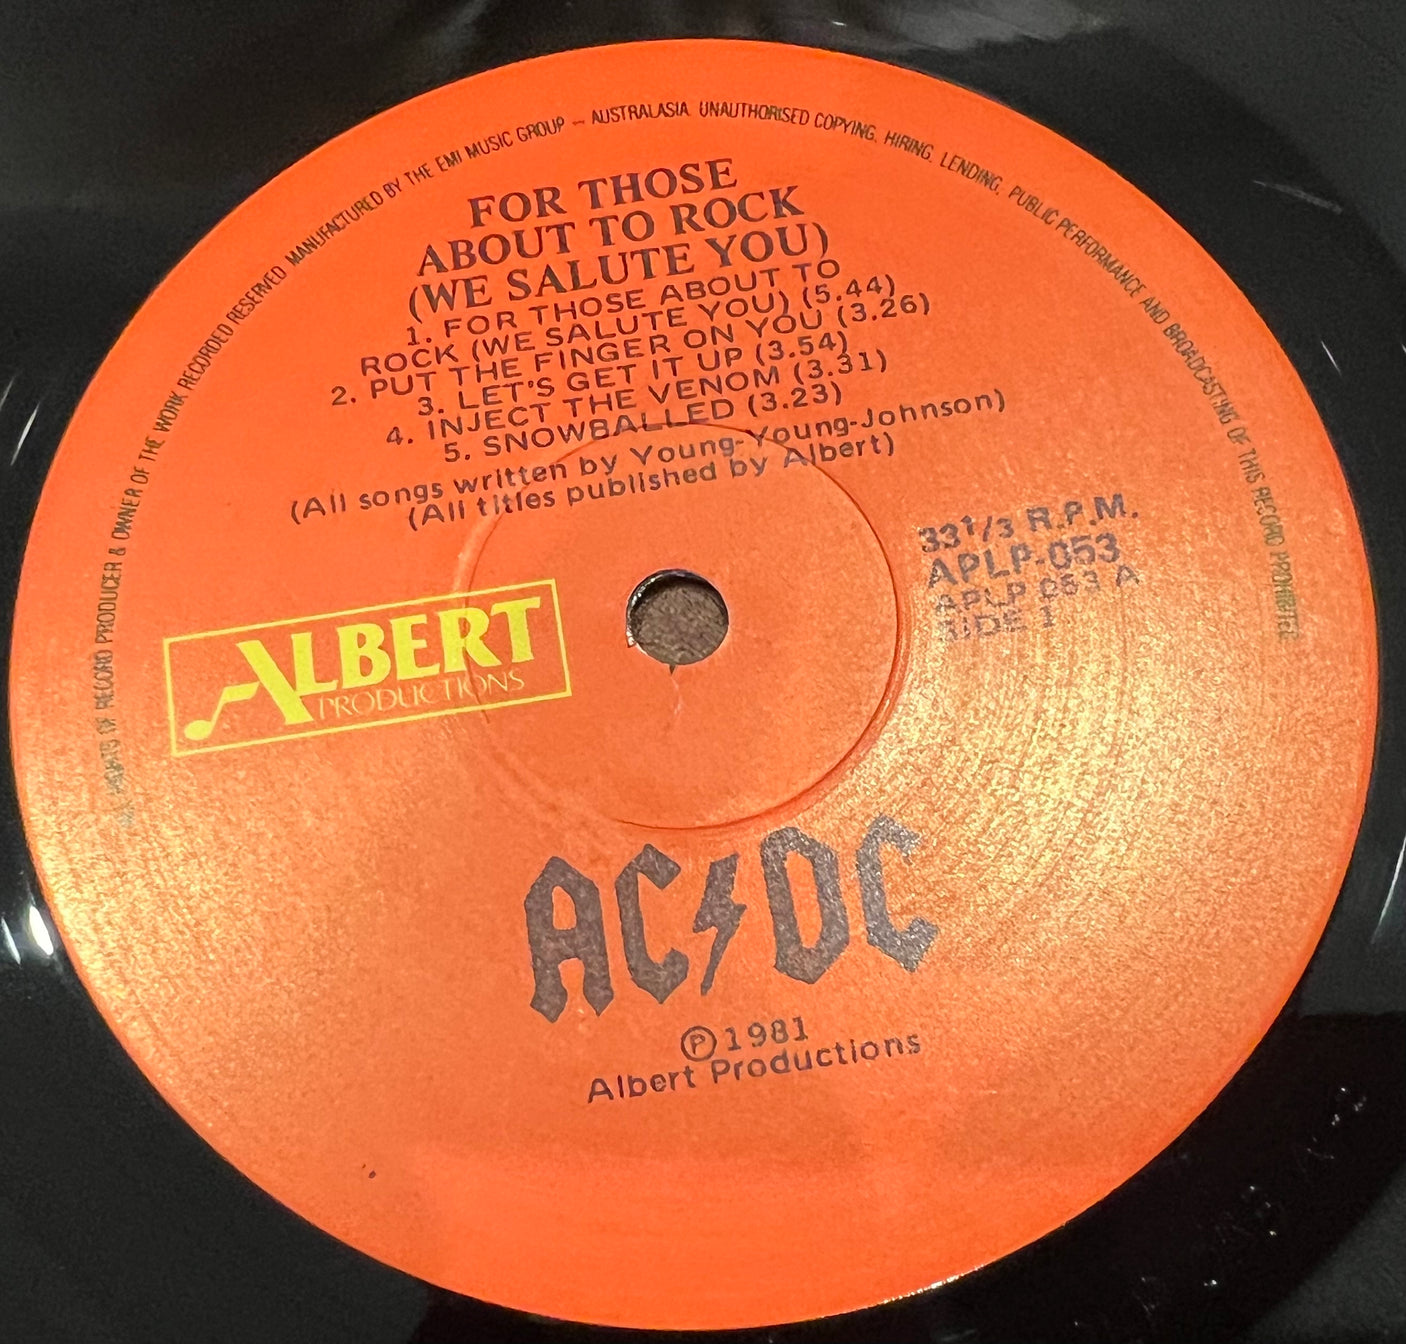 ALL RIGHTS OF RECORD PRODUCER & OWNER OF THE WORK RECORDED RESERVED MANUFACTURED BY THE EMI MUSIC GROUP – AUSTRALASIA UNAUTHORISED COPYING, HIRING, LENDING, PUBLIC PERFORMANCE AND BROADCASTING OF THIS RECORD PROHIBITED
FOR THOSE
ABOUT TO ROCK
(WE SALUTE YOU)
1. FOR THOSE ABOUT TO
ROCK (WE SALUTE YOU) (5.44)
2. PUT THE FINGER ON YOU (3.26)
3. LET'S GET IT UP (3.54)
4. INJECT THE VENOM (3.31)
5. SNOWBALLED (3.23)
(All songs written by Young-Young-Johnson)
(All titles published by Albert)
33 1/3 R.P.M.
APLP-053
APLP 053 A
SIDE 1
ALBERT
PRODUCTIONS
AC/DC
Ⓟ 1981
Albert Productions